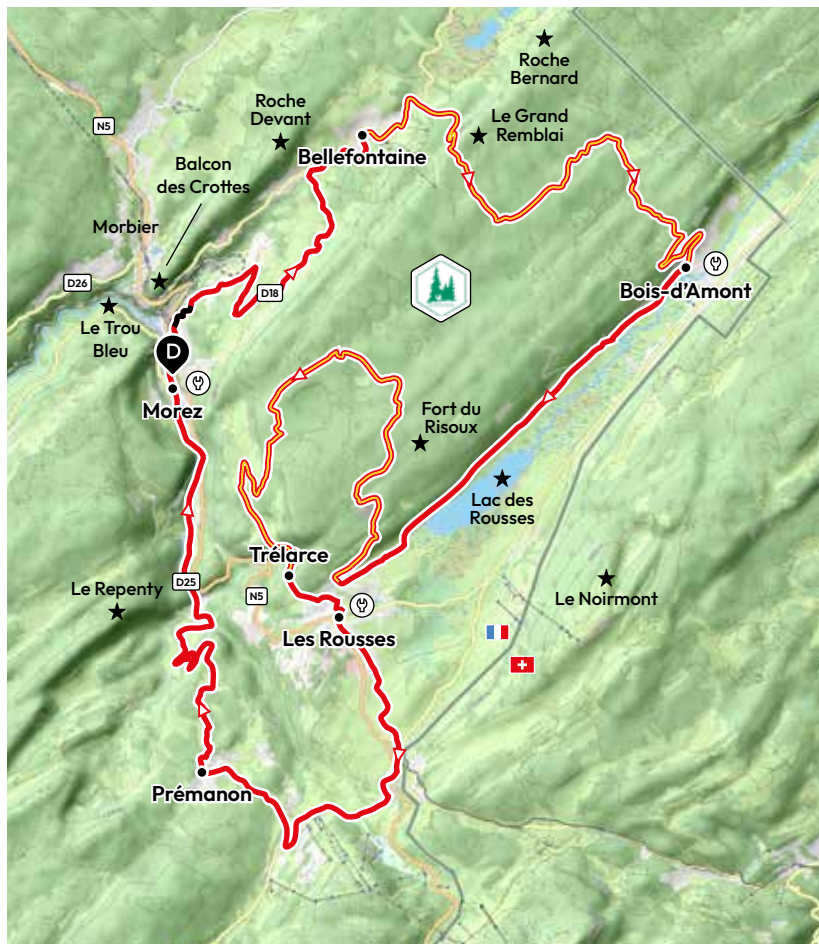 Roche
Bernard
Roche
Devant
N5
Le Grand
Remblai
Bellefontaine
Balcon
des Crottes
Morbier
D26
D18
Bois-d'Amont
Le Trou
Bleu
D
Morez
Fort du
Risoux
Lac des
Rousses
Trélarce
Le Repenty
D25
N5
Le Noirmont
Les Rousses
Prémanon